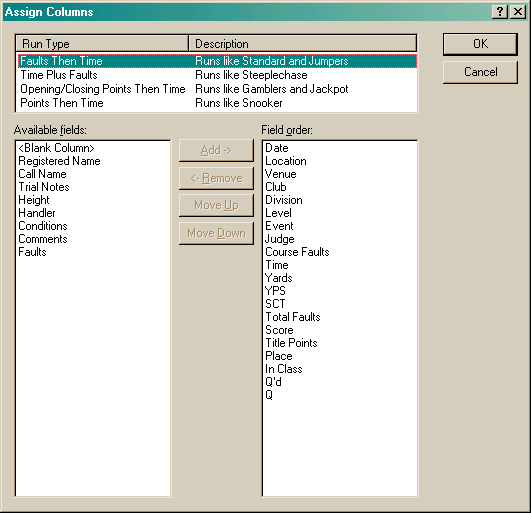 Assign Columns
Run Type Description
Faults Then Time Runs like Standard and Jumpers
Time Plus Faults Runs like Steeplechase
Opening/Closing Points Then Time Runs like Gamblers and Jackpot
Points Then Time Runs like Snooker
OK
Cancel
Available fields:
<Blank Column>
Registered Name
Call Name
Trial Notes
Height
Handler
Conditions
Comments
Faults
Add ->
<- Remove
Move Up
Move Down
Field order:
Date
Location
Venue
Club
Division
Level
Event
Judge
Course Faults
Time
Yards
YPS
SCT
Total Faults
Score
Title Points
Place
In Class
Q'd
Q